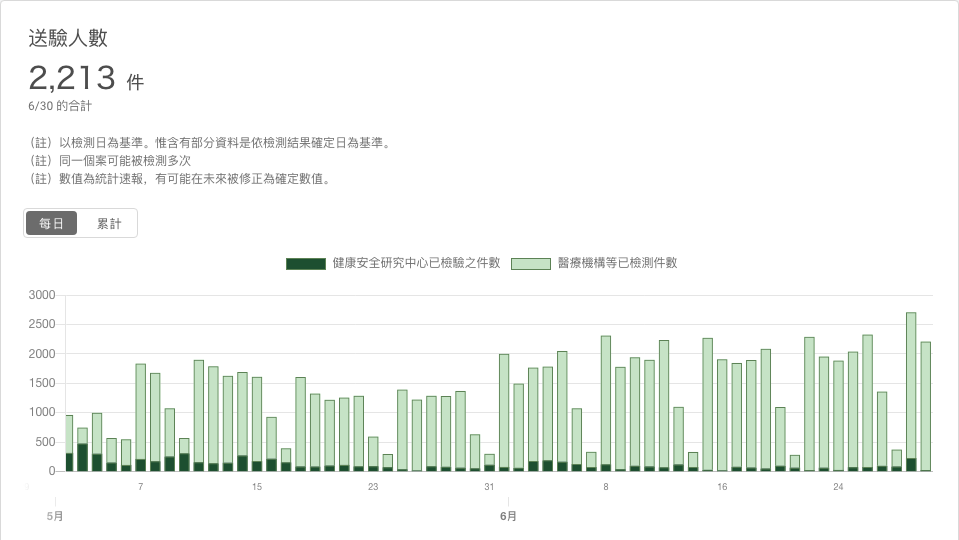 送驗人數
2,213 件
6/30 的合計
（註）以檢測日為基準。惟含有部分資料是依檢測結果確定日為基準。
（註）同一個案可能被檢測多次
（註）數值為統計速報，有可能在未來被修正為確定數值。
每日 累計
健康安全研究中心已檢驗之件數 醫療機構等已檢測件數
3000
2500
2000
1500
1000
500
0
7 15 23 31 8 16 24
5月 6月